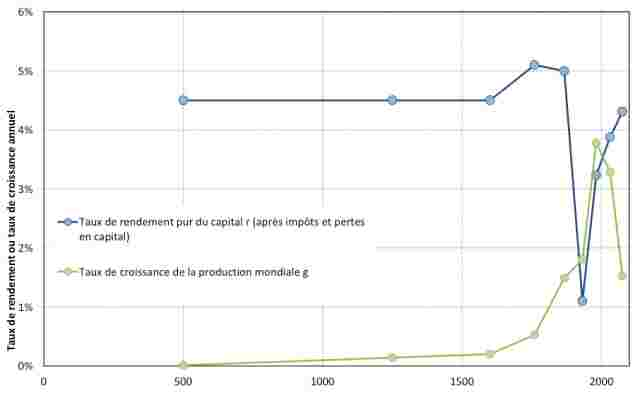 6%
5%
4%
3%
2%
1%
0%
Taux de rendement ou taux de croissance annuel
Taux de rendement pur du capital r (après impôts et pertes
en capital)
Taux de croissance de la production mondiale g
0 500 1000 1500 2000